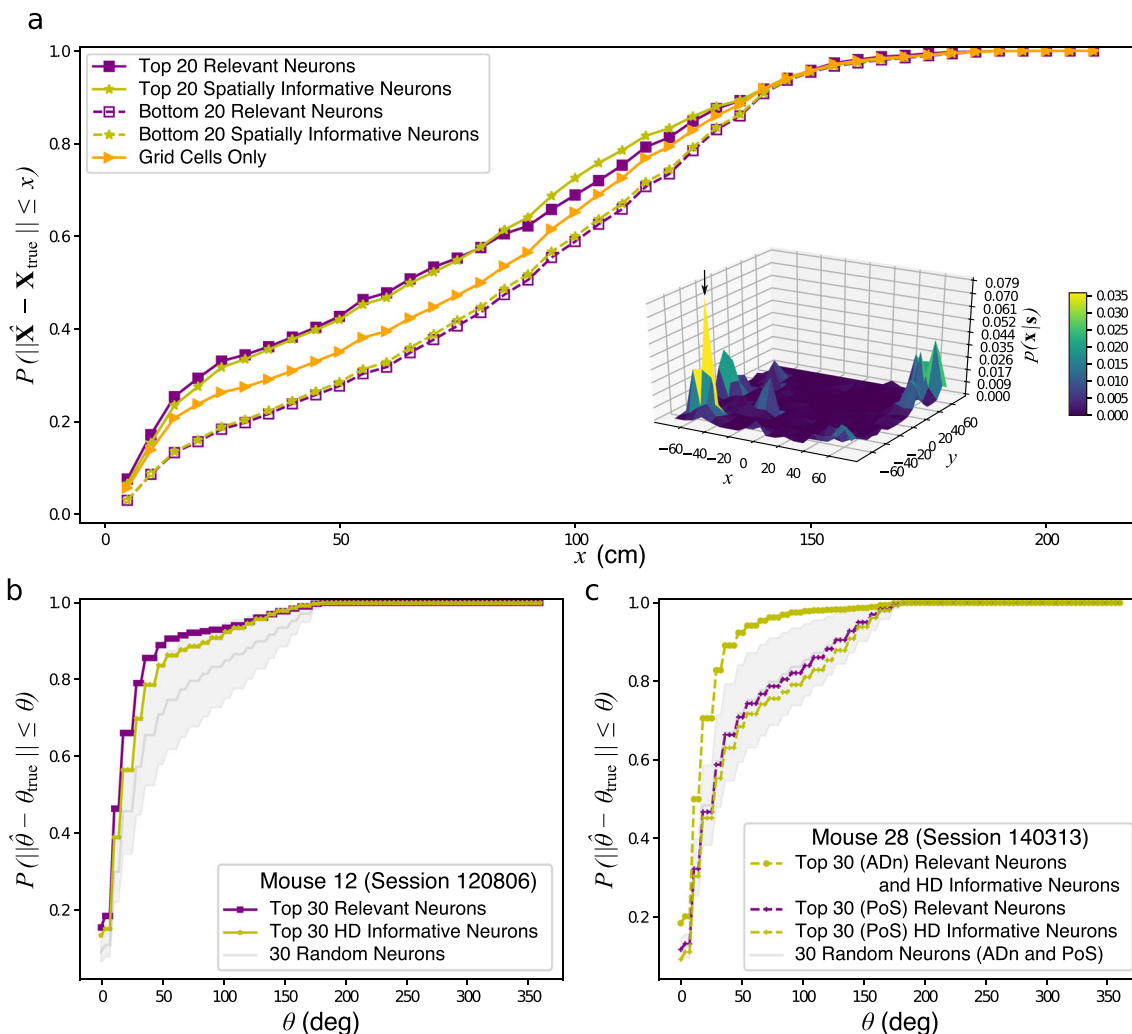 a
P (||X̂ − X_true || ≤ x)
1.0
0.8
0.6
0.4
0.2
0.0
Top 20 Relevant Neurons
Top 20 Spatially Informative Neurons
Bottom 20 Relevant Neurons
Bottom 20 Spatially Informative Neurons
Grid Cells Only
0.079
0.070
0.061
0.052
0.044
0.035
0.026
0.017
0.009
0.000
p(x|s)
0.035
0.030
0.025
0.020
0.015
0.010
0.005
0.000
−60 −40 −20 0 20 40 60
x
−60 −40 −20 0 20 40 60
y
0 50 100 150 200
x (cm)
b
P (||θ̂ − θ_true || ≤ θ)
1.0
0.8
0.6
0.4
0.2
Mouse 12 (Session 120806)
Top 30 Relevant Neurons
Top 30 HD Informative Neurons
30 Random Neurons
0 50 100 150 200 250 300 350
θ (deg)
c
P (||θ̂ − θ_true || ≤ θ)
1.0
0.8
0.6
0.4
0.2
Mouse 28 (Session 140313)
Top 30 (ADn) Relevant Neurons
and HD Informative Neurons
Top 30 (PoS) Relevant Neurons
Top 30 (PoS) HD Informative Neurons
30 Random Neurons (ADn and PoS)
0 50 100 150 200 250 300 350
θ (deg)